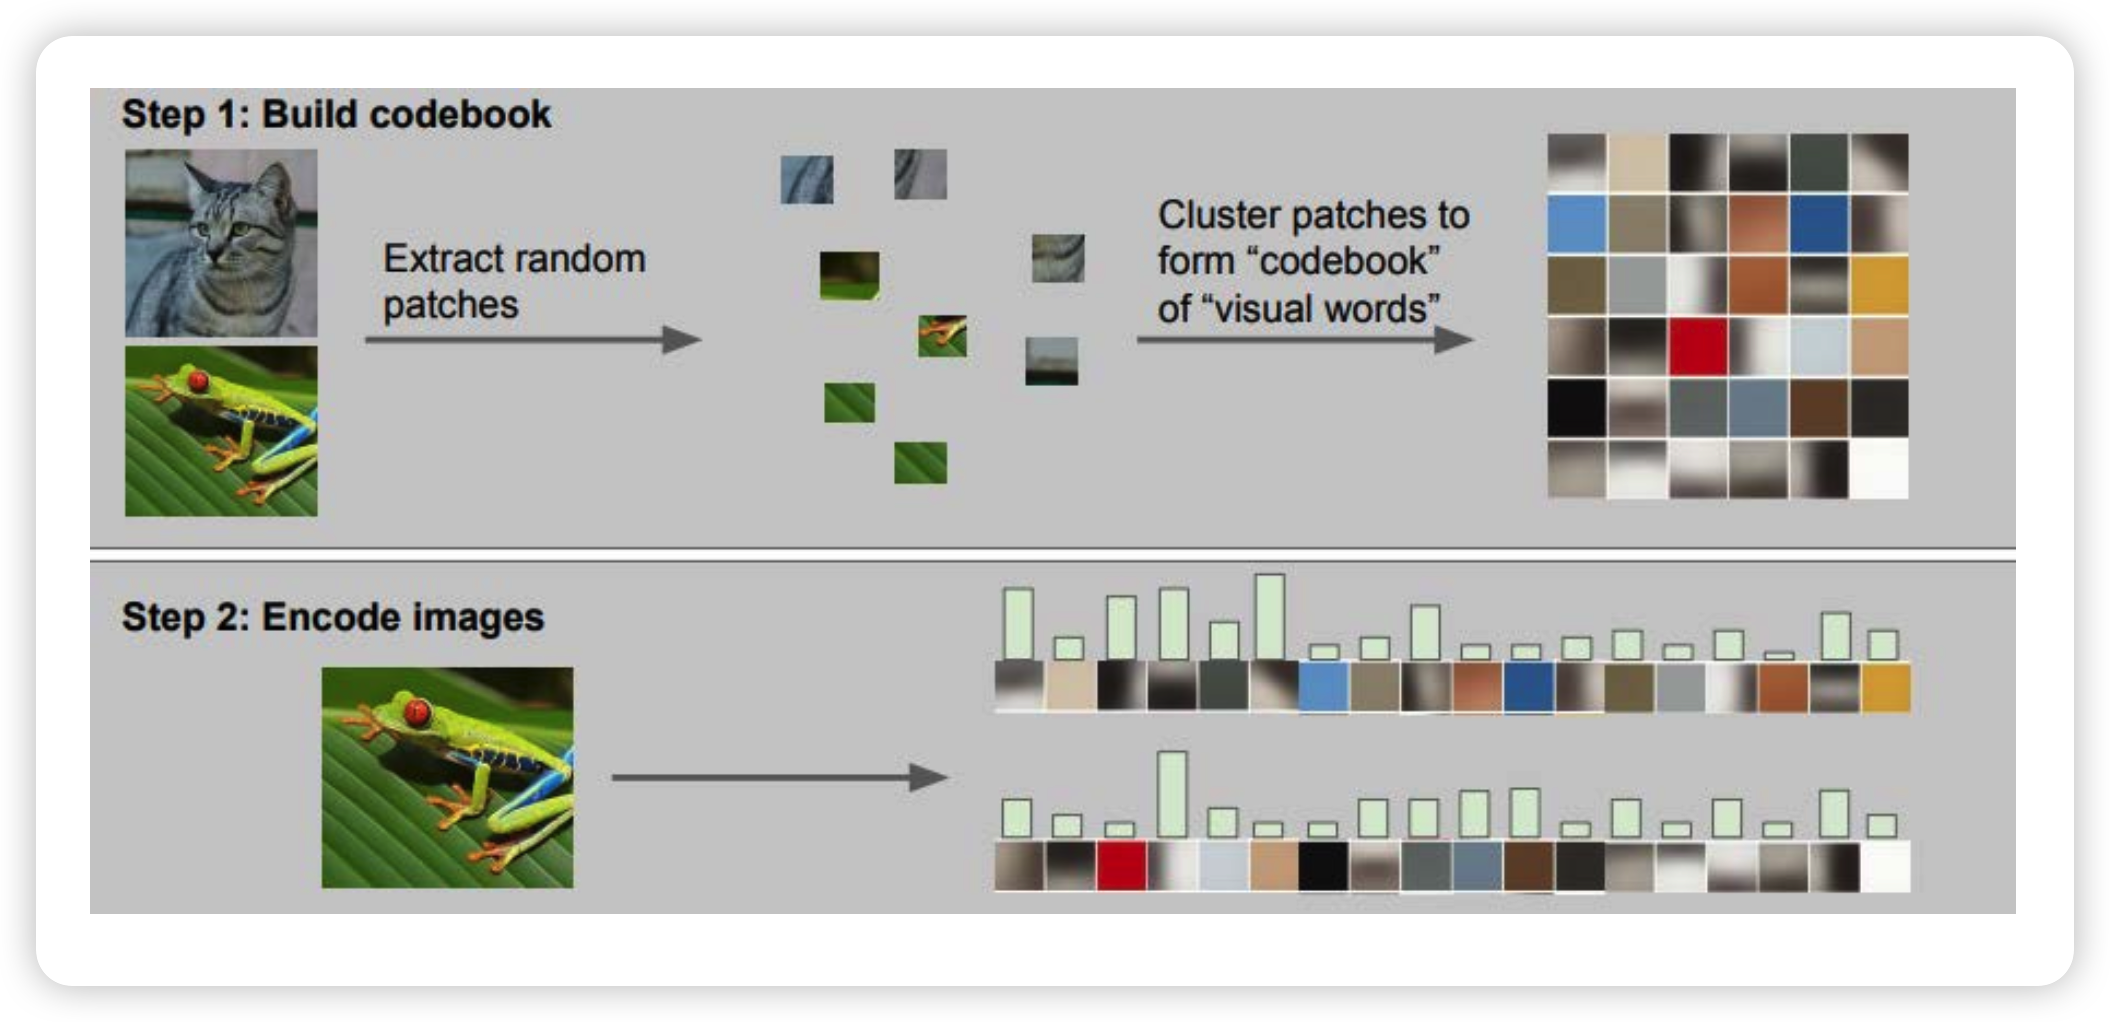 Step 1: Build codebook
Extract random
patches
Cluster patches to
form “codebook”
of “visual words”
Step 2: Encode images